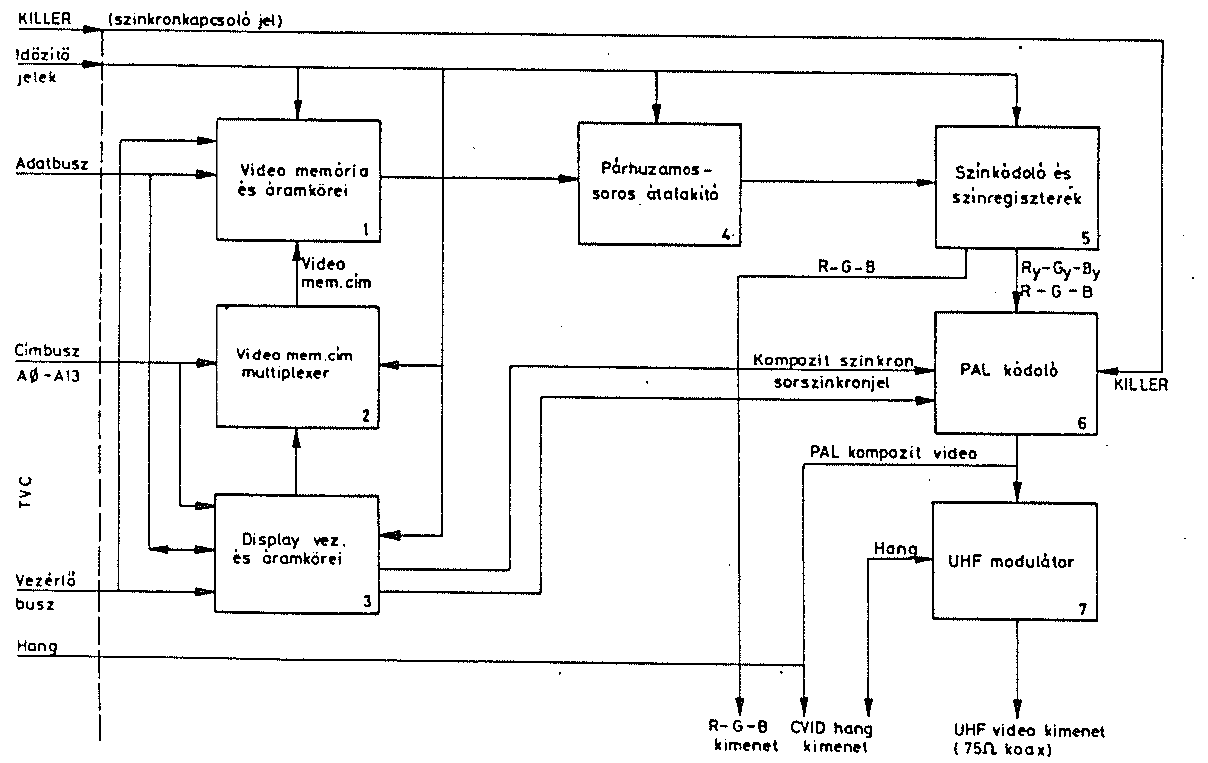 KILLER
(szinkronkapcsoló jel)
Időzítő
jelek
Adatbusz
Video memória
és áramkörei
1
Párhuzamos-
soros átalakító
4
Színkódoló és
színregiszterek
5
Video
mem.cím
R-G-B
Ry-Gy-By
R-G-B
Címbusz
AØ-A13
Video mem.cím
multiplexer
2
Kompozit szinkron
sorszinkronjel
PAL kódoló
6
KILLER
PAL kompozit video
TVC
Display vez.
és áramkörei
3
Hang
UHF modulátor
7
Vezérlő
busz
Hang
R-G-B
kimenet
CVID hang
kimenet
UHF video kimenet
(75Ω koax)